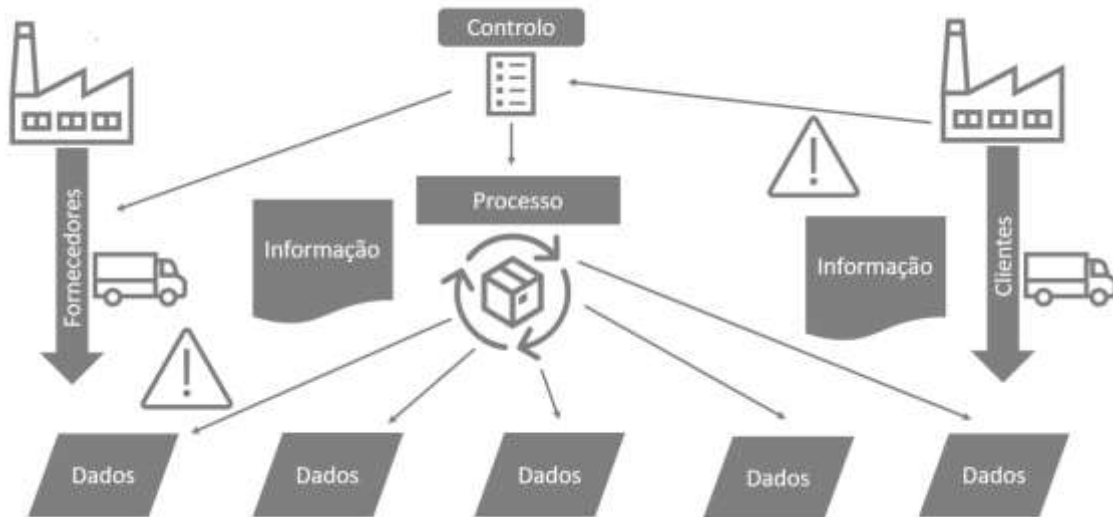 Controlo
Processo
Fornecedores
Informação
Informação
Clientes
Dados
Dados
Dados
Dados
Dados